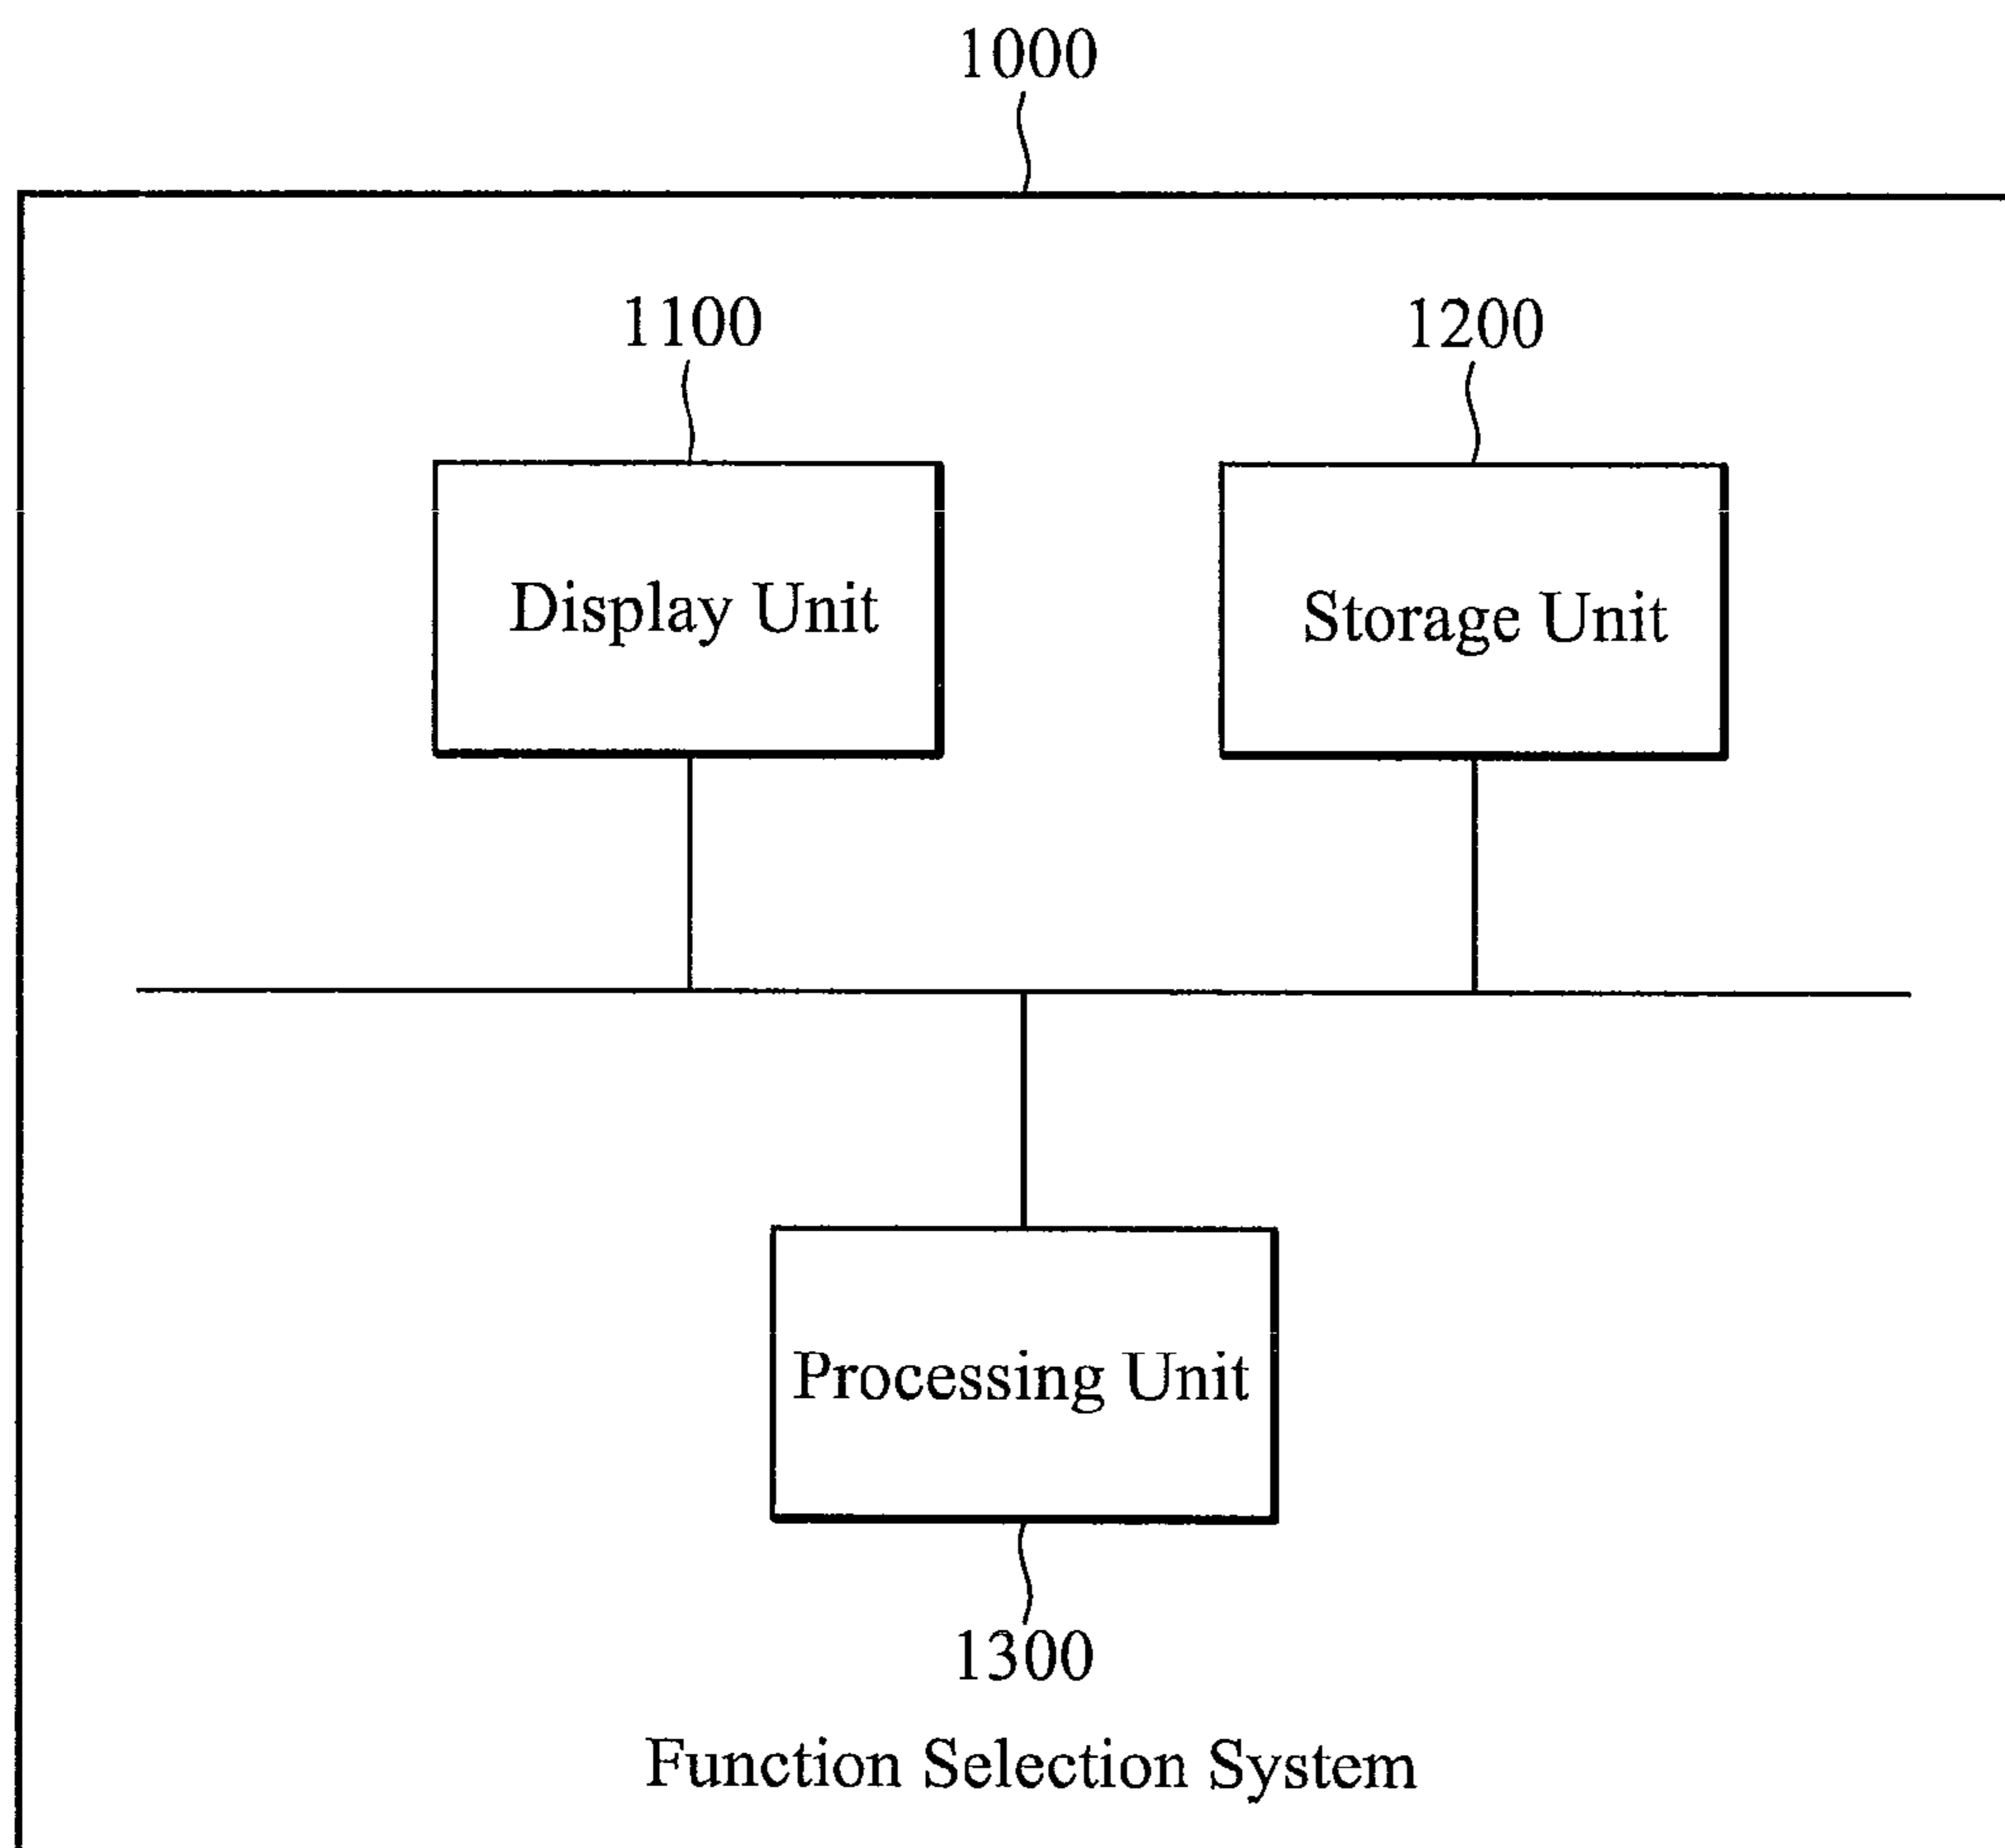 1000
1100
1200
Display Unit
Storage Unit
Processing Unit
1300
Function Selection System